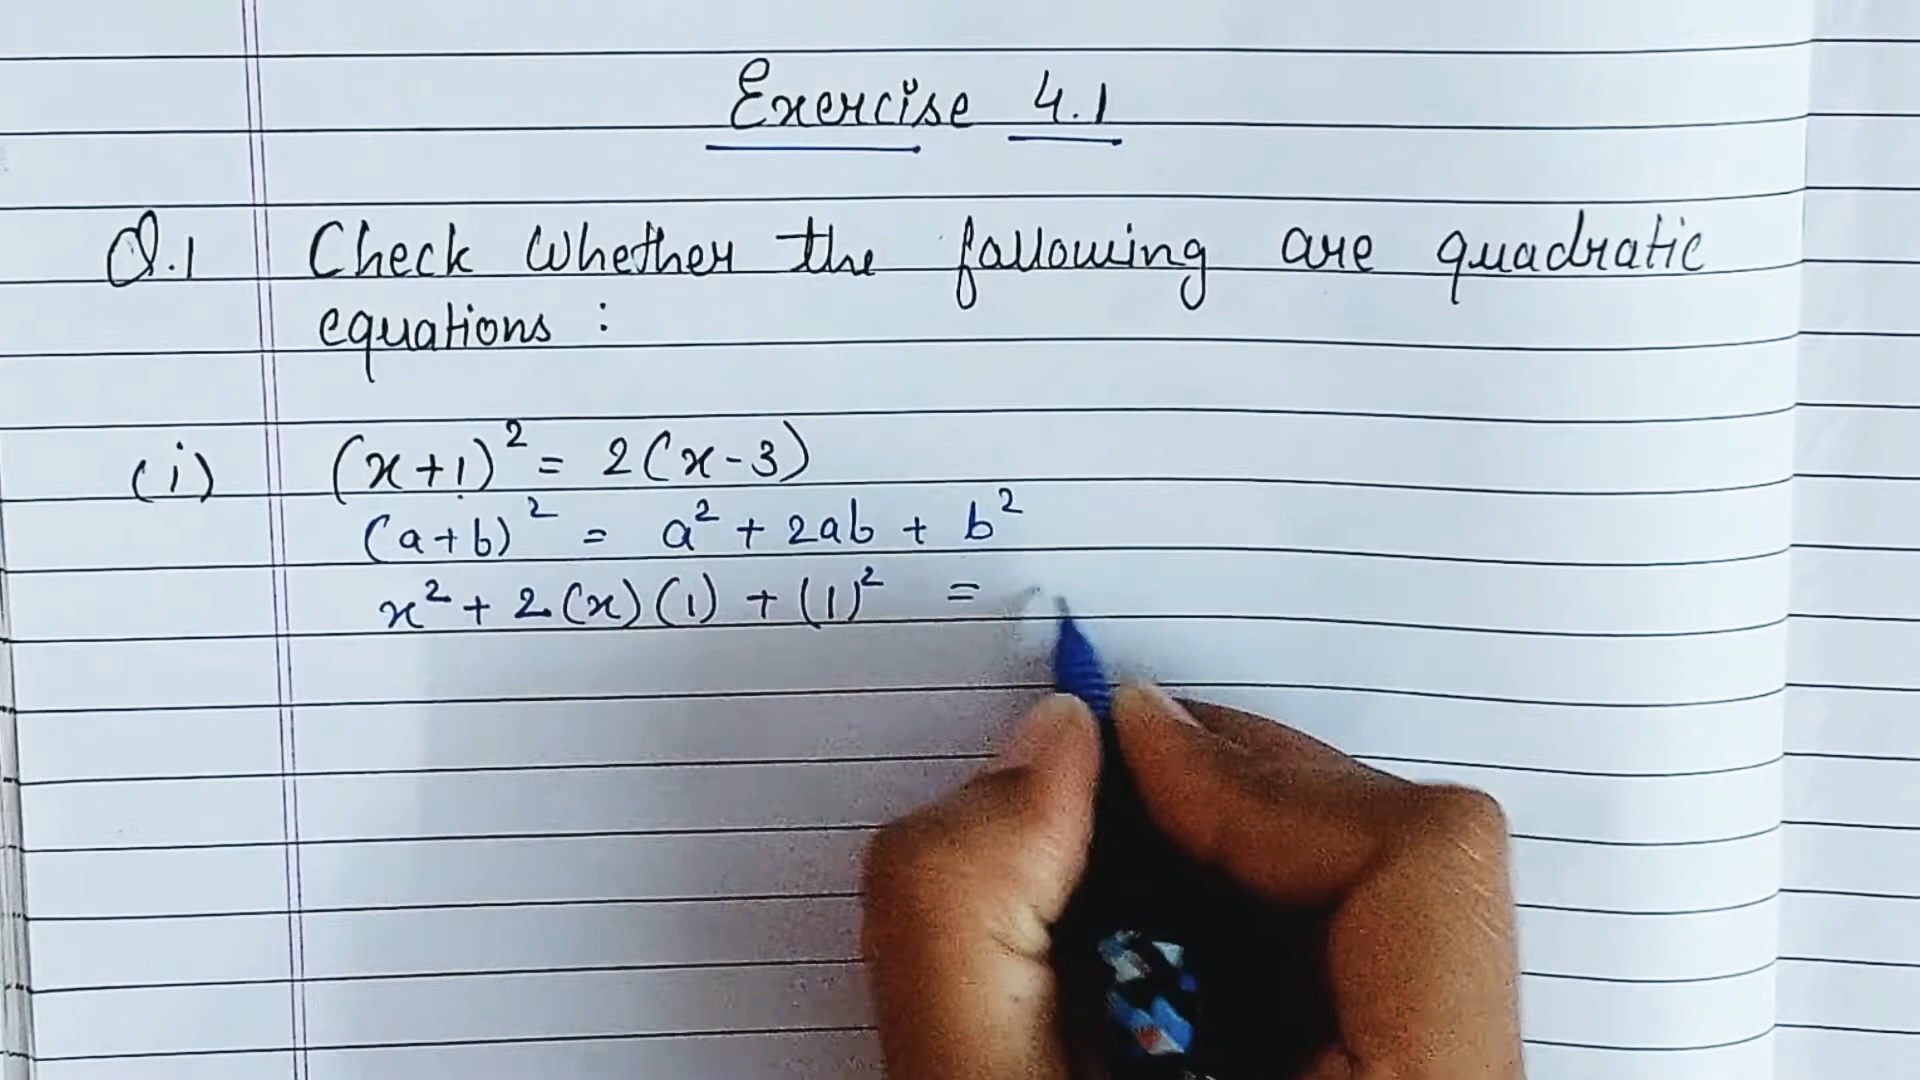 Exercise 4.1
Q.1 Check whether the following are quadratic
equations :
(i) (x+1)² = 2(x-3)
(a+b)² = a² + 2ab + b²
x² + 2(x)(1) + (1)² =